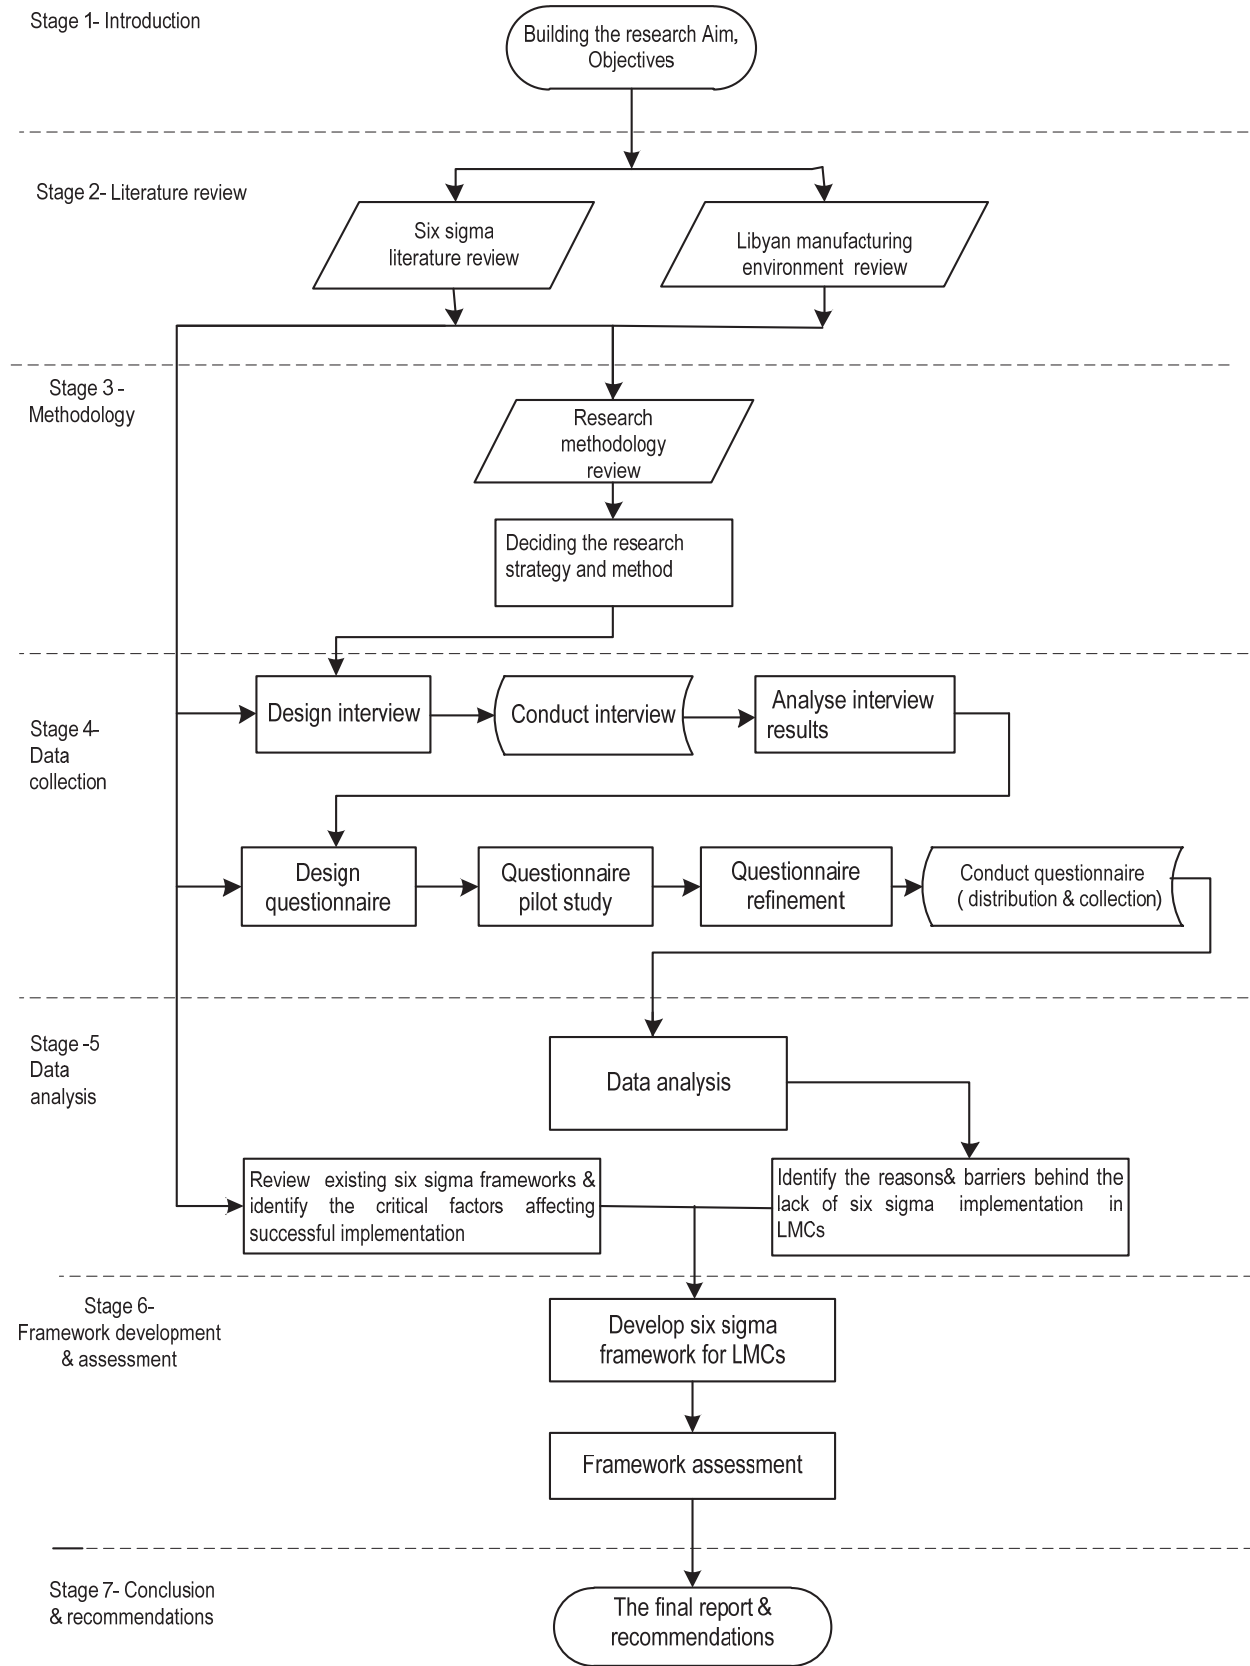 Stage 1- Introduction
Building the research Aim,
Objectives
Stage 2- Literature review
Six sigma
literature review
Libyan manufacturing
environment review
Stage 3 -
Methodology
Research
methodology
review
Deciding the research
strategy and method
Stage 4-
Data
collection
Design interview
Conduct interview
Analyse interview
results
Design
questionnaire
Questionnaire
pilot study
Questionnaire
refinement
Conduct questionnaire
( distribution & collection)
Stage -5
Data
analysis
Data analysis
Review existing six sigma frameworks &
identify the critical factors affecting
successful implementation
Identify the reasons& barriers behind the
lack of six sigma implementation in
LMCs
Stage 6-
Framework development
& assessment
Develop six sigma
framework for LMCs
Framework assessment
Stage 7- Conclusion
& recommendations
The final report &
recommendations